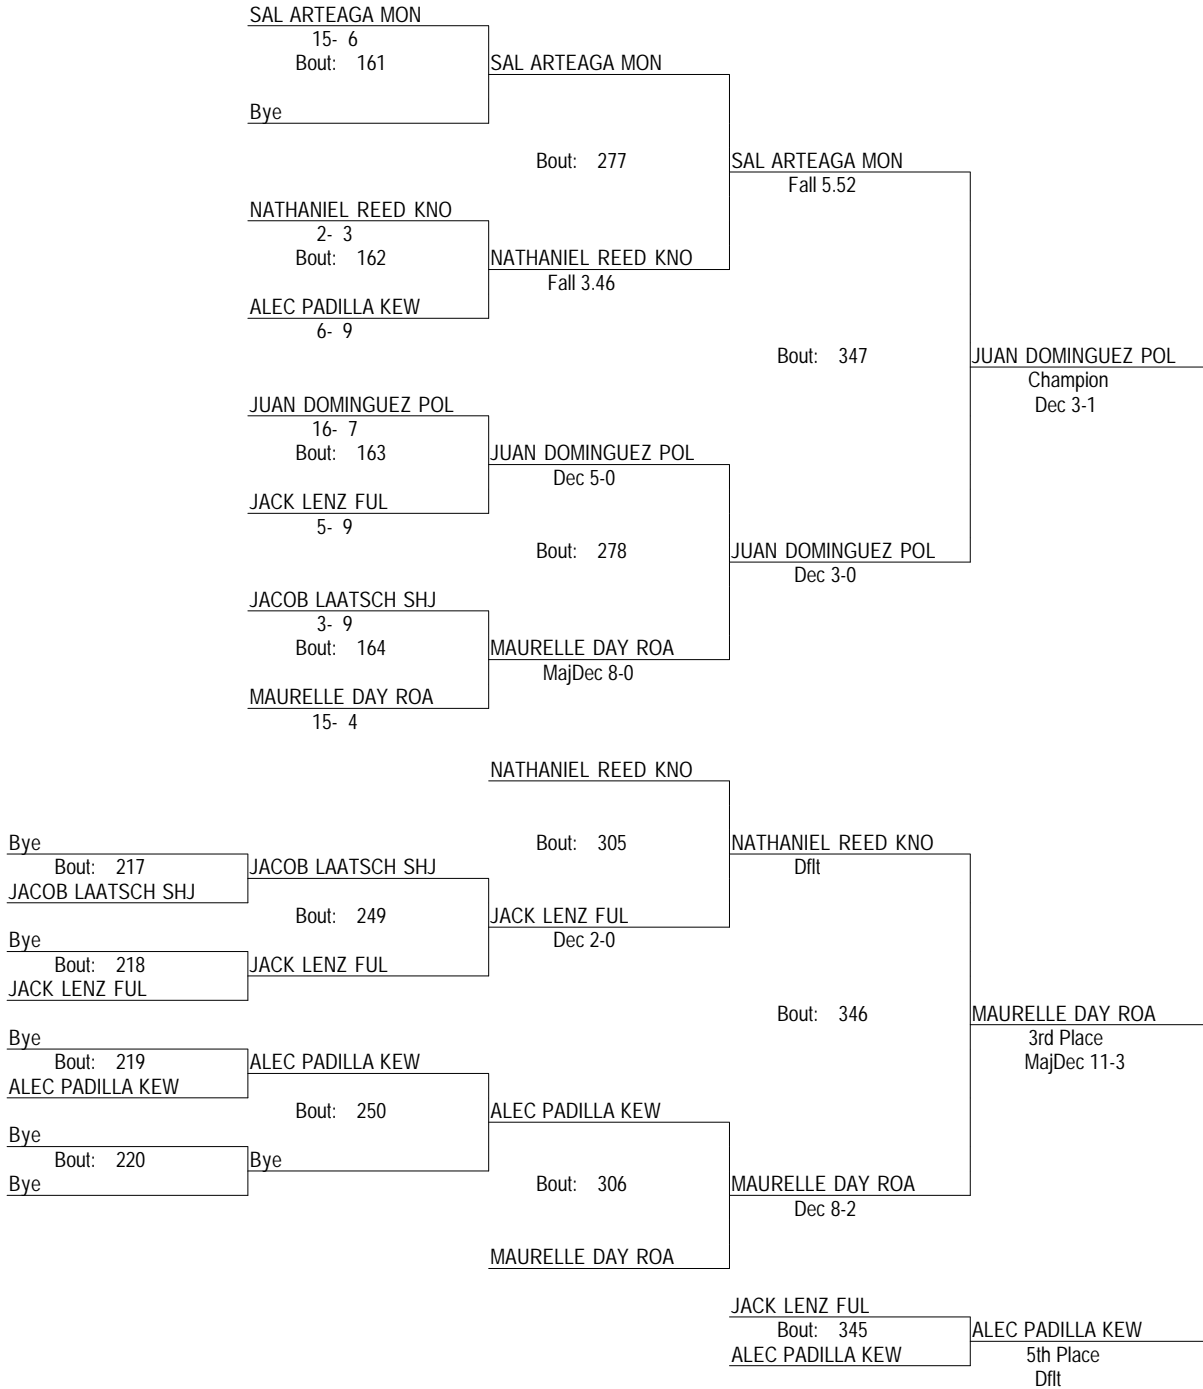 SAL ARTEAGA MON
15- 6
Bout: 161
SAL ARTEAGA MON
Bye
Bout: 277
SAL ARTEAGA MON
Fall 5.52
NATHANIEL REED KNO
2- 3
Bout: 162
NATHANIEL REED KNO
Fall 3.46
ALEC PADILLA KEW
6- 9
Bout: 347
JUAN DOMINGUEZ POL
Champion
Dec 3-1
JUAN DOMINGUEZ POL
16- 7
Bout: 163
JUAN DOMINGUEZ POL
Dec 5-0
JACK LENZ FUL
5- 9
Bout: 278
JUAN DOMINGUEZ POL
Dec 3-0
JACOB LAATSCH SHJ
3- 9
Bout: 164
MAURELLE DAY ROA
MajDec 8-0
MAURELLE DAY ROA
15- 4
NATHANIEL REED KNO
Bout: 305
NATHANIEL REED KNO
Dflt
Bye
Bout: 217
JACOB LAATSCH SHJ
JACOB LAATSCH SHJ
Bout: 249
JACK LENZ FUL
Dec 2-0
Bye
Bout: 218
JACK LENZ FUL
JACK LENZ FUL
Bout: 346
MAURELLE DAY ROA
3rd Place
MajDec 11-3
Bye
Bout: 219
ALEC PADILLA KEW
ALEC PADILLA KEW
Bout: 250
ALEC PADILLA KEW
Bye
Bout: 220
Bye
Bye
Bout: 306
MAURELLE DAY ROA
Dec 8-2
MAURELLE DAY ROA
JACK LENZ FUL
Bout: 345
ALEC PADILLA KEW
ALEC PADILLA KEW
5th Place
Dflt